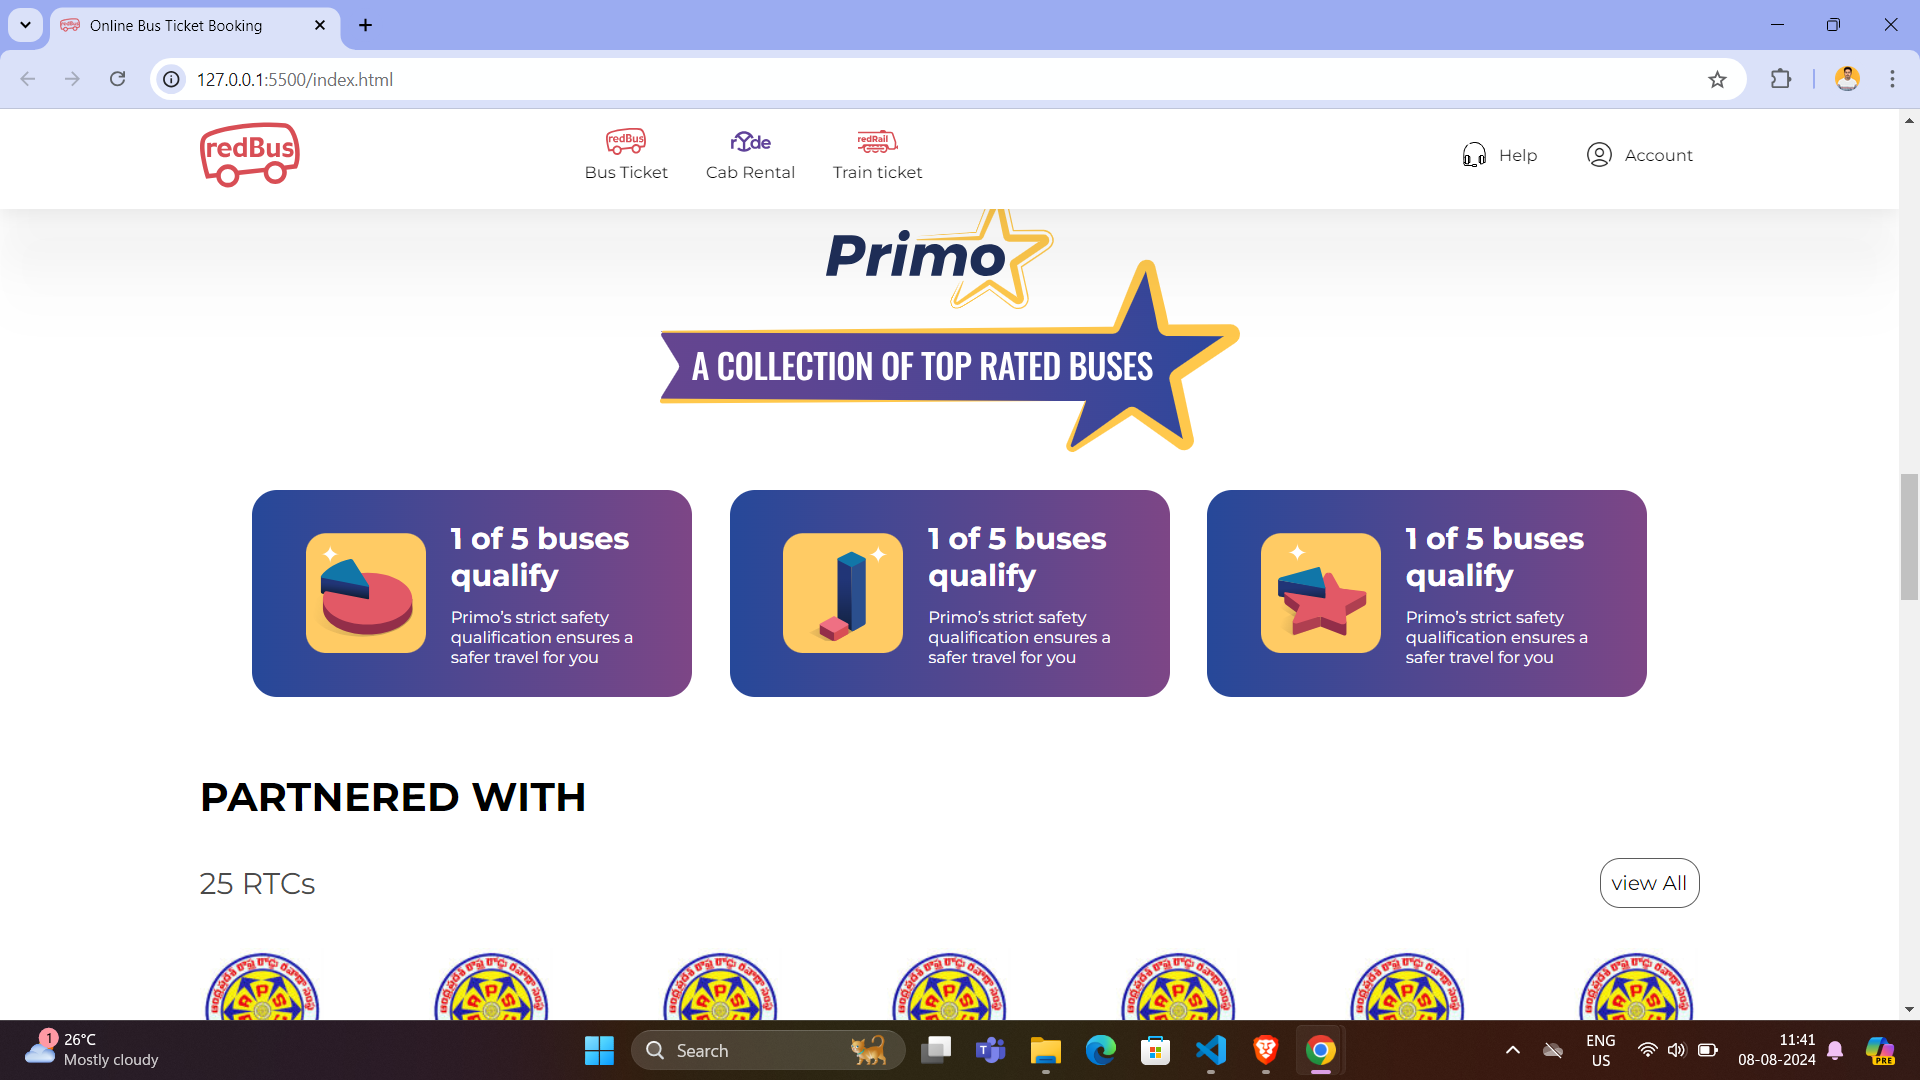 Online Bus Ticket Booking
127.0.0.1:5500/index.html
redBus
redBus
Bus Ticket
rYde
Cab Rental
redRail
Train ticket
Help
Account
Primo
A COLLECTION OF TOP RATED BUSES
1 of 5 buses
qualify
Primo’s strict safety
qualification ensures a
safer travel for you
1 of 5 buses
qualify
Primo’s strict safety
qualification ensures a
safer travel for you
1 of 5 buses
qualify
Primo’s strict safety
qualification ensures a
safer travel for you
PARTNERED WITH
25 RTCs
view All
1
26°C
Mostly cloudy
Search
ENG
US
11:41
08-08-2024
PRE